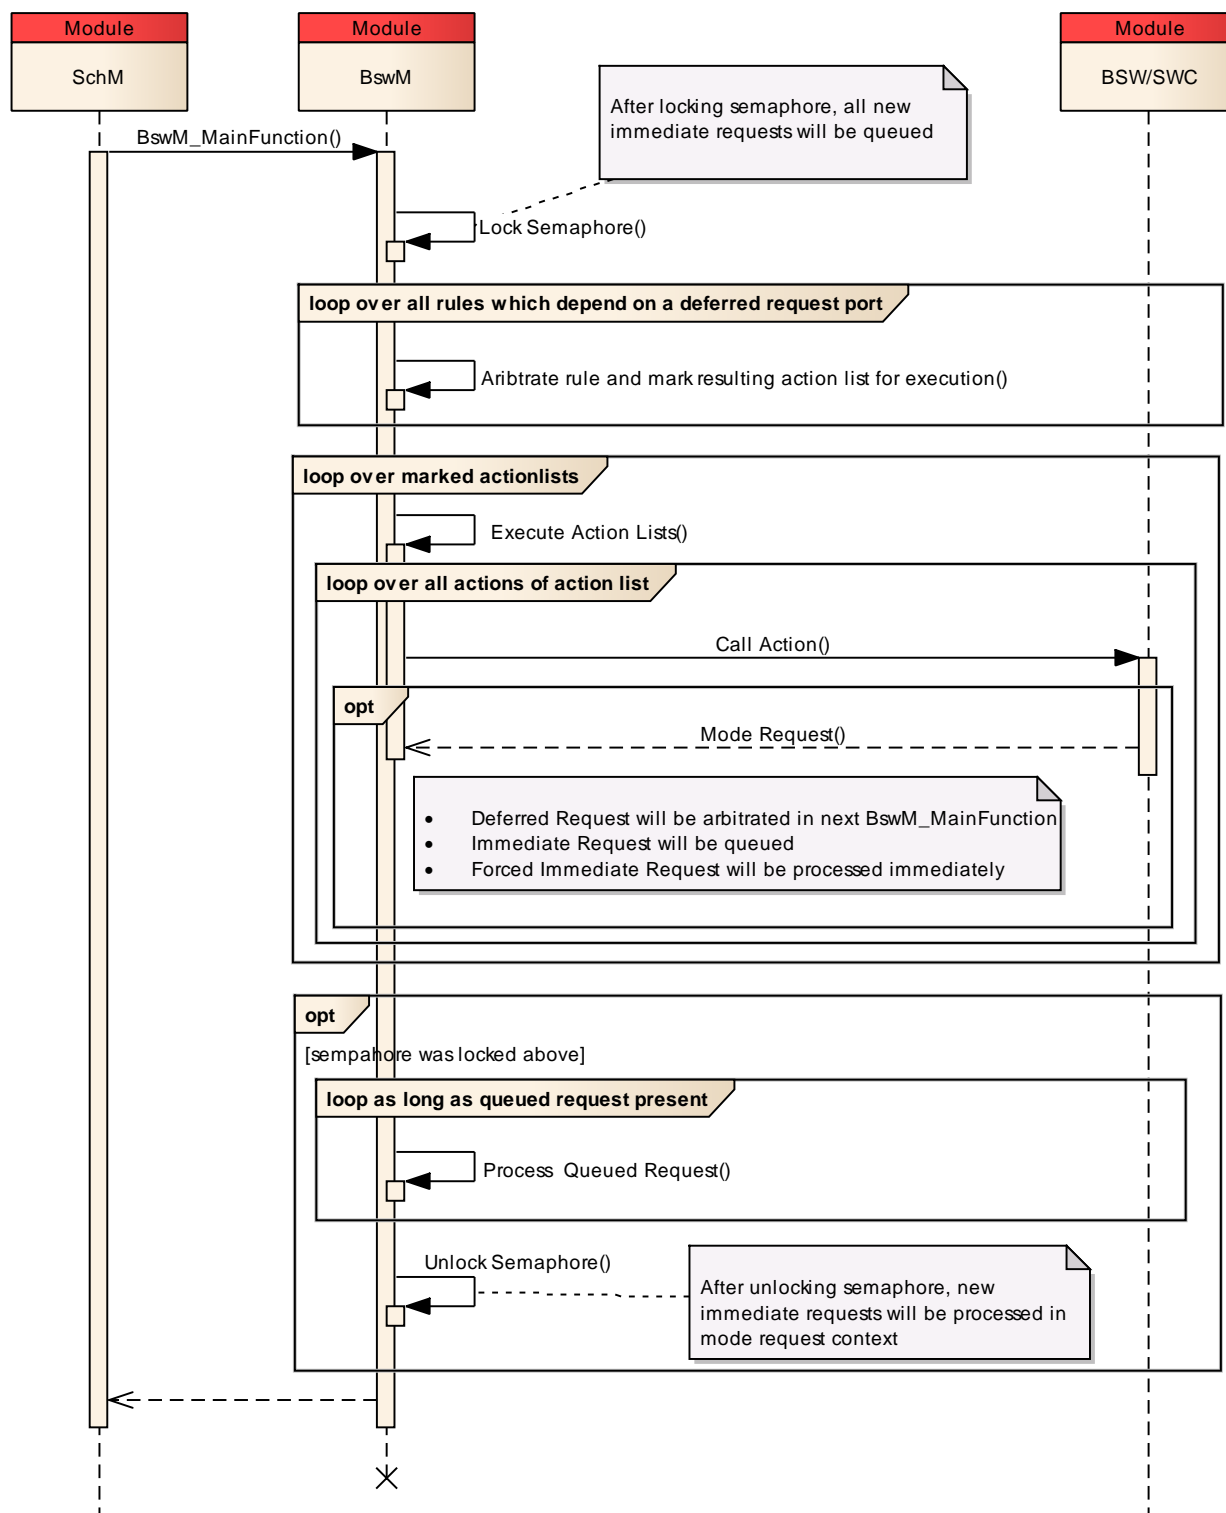 Module
SchM
Module
BswM
Module
BSW/SWC
After locking semaphore, all new
immediate requests will be queued
BswM_MainFunction()
Lock Semaphore()
loop over all rules which depend on a deferred request port
Aribtrate rule and mark resulting action list for execution()
loop over marked actionlists
Execute Action Lists()
loop over all actions of action list
Call Action()
opt
Mode Request()
• Deferred Request will be arbitrated in next BswM_MainFunction
• Immediate Request will be queued
• Forced Immediate Request will be processed immediately
opt
[sempahore was locked above]
loop as long as queued request present
Process Queued Request()
Unlock Semaphore()
After unlocking semaphore, new
immediate requests will be processed in
mode request context